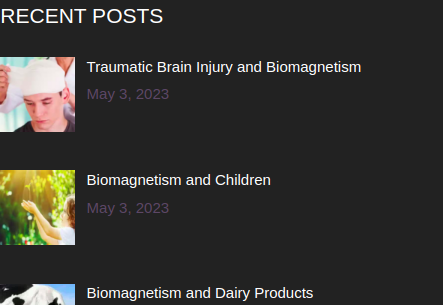 RECENT POSTS
Traumatic Brain Injury and Biomagnetism
May 3, 2023
Biomagnetism and Children
May 3, 2023
Biomagnetism and Dairy Products